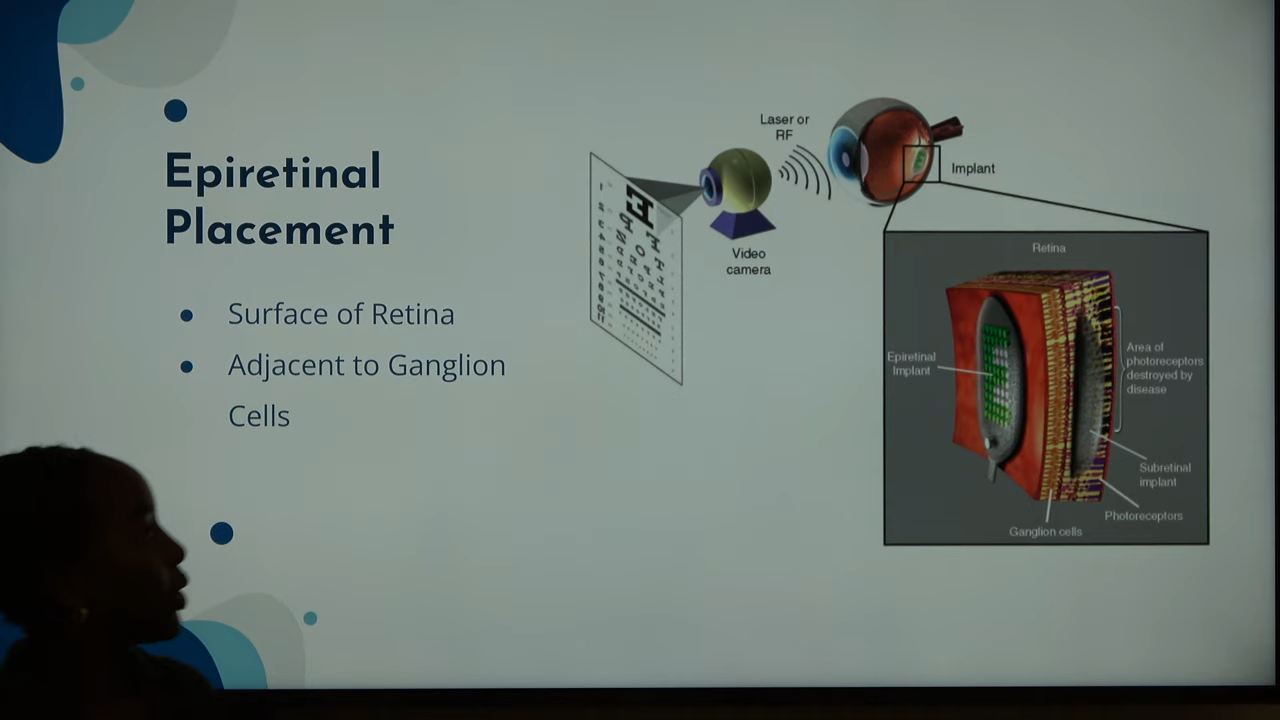 Epiretinal
Placement
Surface of Retina
Adjacent to Ganglion
Cells
Laser or
RF
Implant
Video
camera
Retina
Epiretinal
Implant
Area of
photoreceptors
destroyed by
disease
Subretinal
implant
Photoreceptors
Ganglion cells